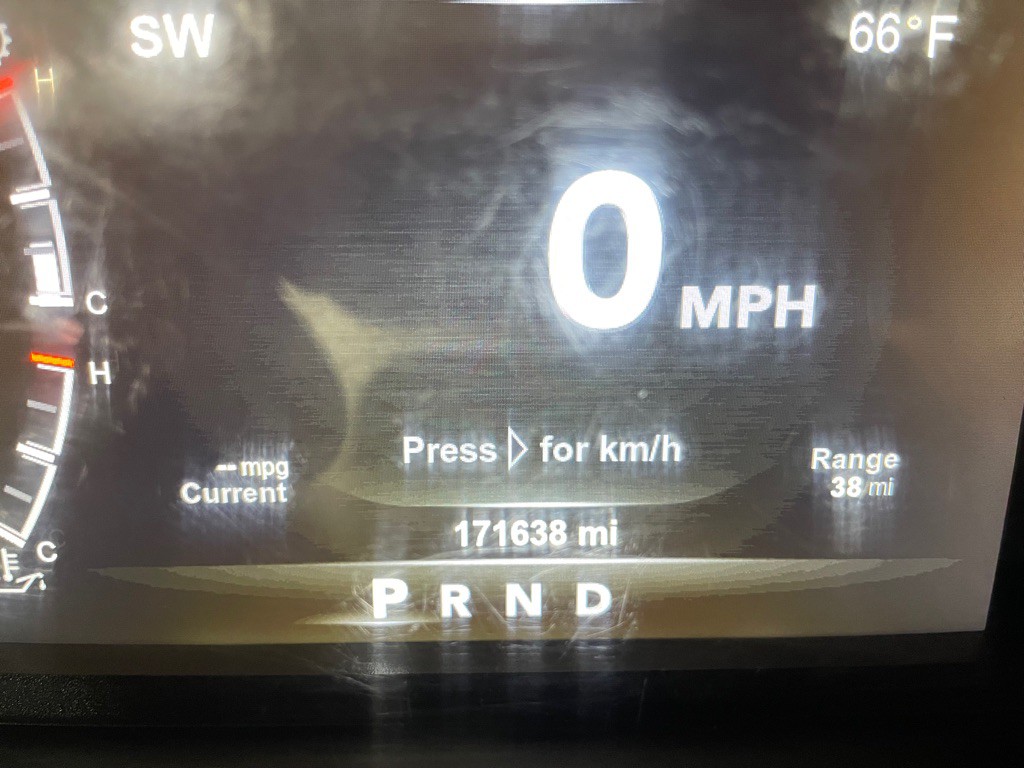 SW
66°F
H
0 MPH
C
H
Press ▷ for km/h
-- mpg
Current
Range
38 mi
171638 mi
C
P R N D